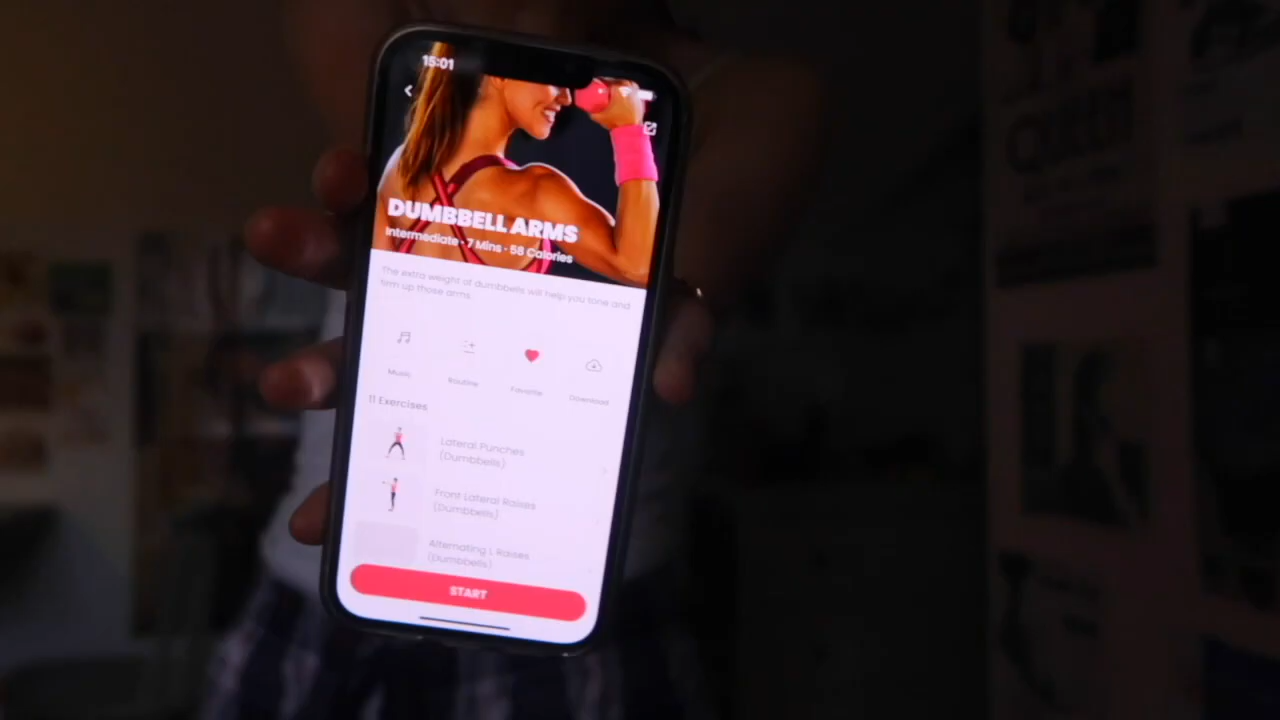 15:01
DUMBBELL ARMS
Intermediate · 7 Mins · 58 Calories
The extra weight of dumbbells will help you tone and
firm up those arms.
Music
Routine
Favorite
Download
11 Exercises
Lateral Punches
(Dumbbells)
Front Lateral Raises
(Dumbbells)
Alternating L Raises
(Dumbbells)
START